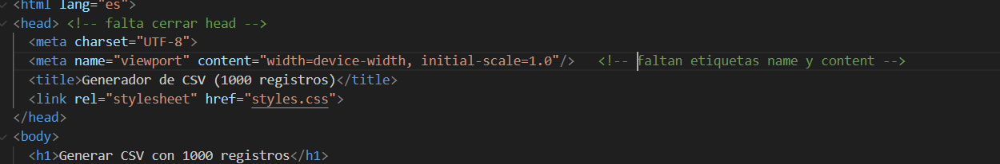 <html lang="es">
<head> <!-- falta cerrar head -->
<meta charset="UTF-8">
<meta name="viewport" content="width=device-width, initial-scale=1.0"/> <!-- faltan etiquetas name y content -->
<title>Generador de CSV (1000 registros)</title>
<link rel="stylesheet" href="styles.css">
</head>
<body>
<h1>Generar CSV con 1000 registros</h1>